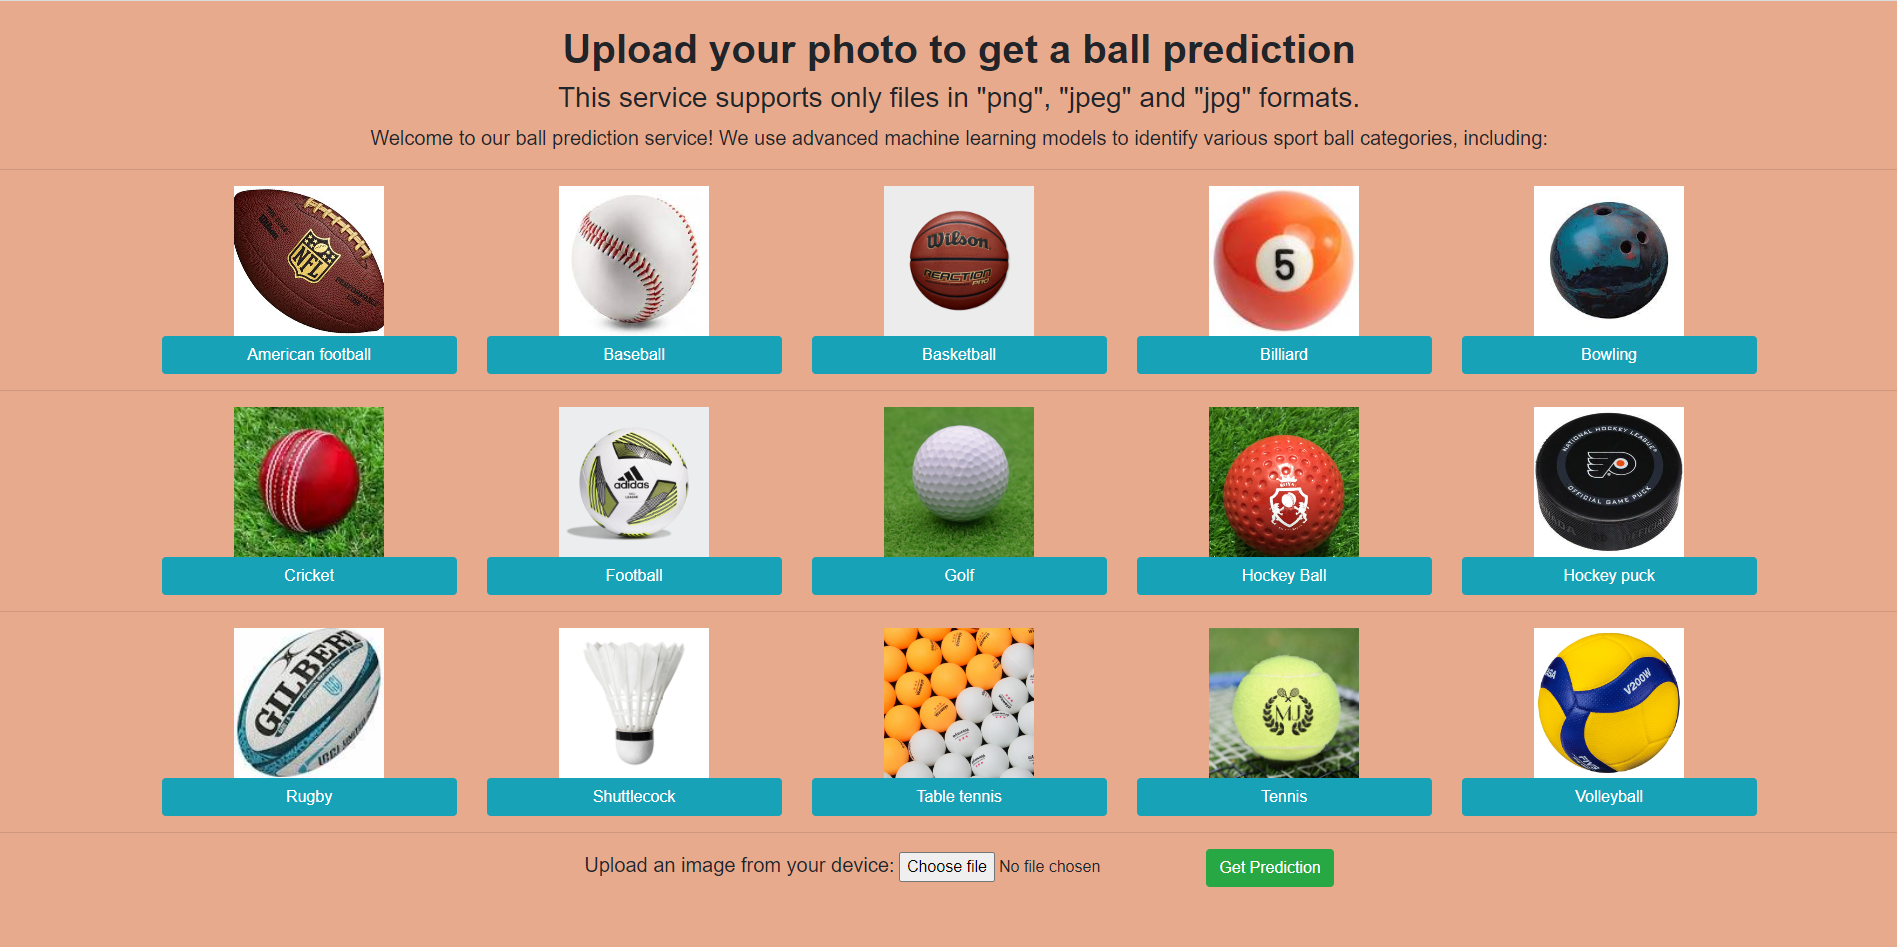 Upload your photo to get a ball prediction
This service supports only files in "png", "jpeg" and "jpg" formats.
Welcome to our ball prediction service! We use advanced machine learning models to identify various sport ball categories, including:
NFL
Wilson
REACTION
PRO
5
American football
Baseball
Basketball
Billiard
Bowling
adidas
LEAGUE
NATIONAL HOCKEY LEAGUE
OFFICIAL GAME PUCK
Cricket
Football
Golf
Hockey Ball
Hockey puck
GILBERT
MJ
V200W
Rugby
Shuttlecock
Table tennis
Tennis
Volleyball
Upload an image from your device: Choose file No file chosen
Get Prediction